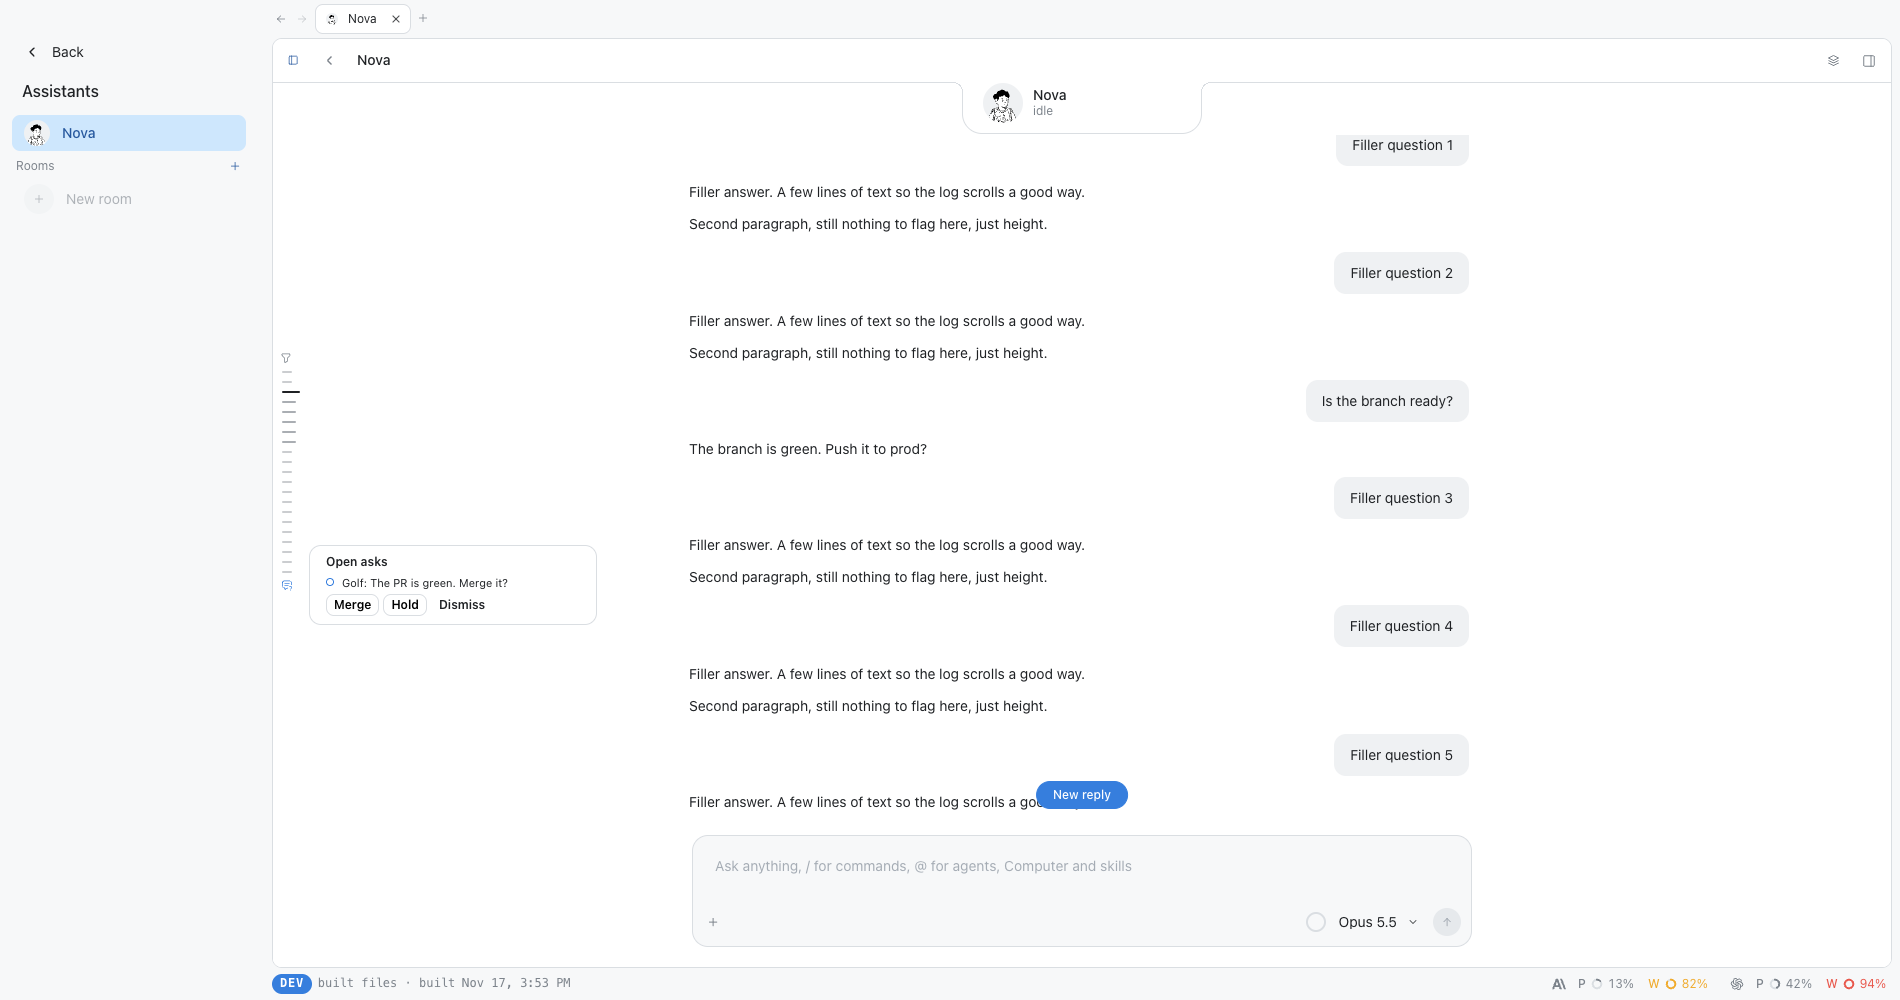 Nova
Back
Nova
Assistants
Nova
Rooms
New room
Nova
idle
Filler question 1
Filler answer. A few lines of text so the log scrolls a good way.
Second paragraph, still nothing to flag here, just height.
Filler question 2
Filler answer. A few lines of text so the log scrolls a good way.
Second paragraph, still nothing to flag here, just height.
Is the branch ready?
The branch is green. Push it to prod?
Filler question 3
Filler answer. A few lines of text so the log scrolls a good way.
Second paragraph, still nothing to flag here, just height.
Open asks
Golf: The PR is green. Merge it?
Merge Hold Dismiss
Filler question 4
Filler answer. A few lines of text so the log scrolls a good way.
Second paragraph, still nothing to flag here, just height.
Filler question 5
New reply
Filler answer. A few lines of text so the log scrolls a goo
Ask anything, / for commands, @ for agents, Computer and skills
Opus 5.5
DEV built files · built Nov 17, 3:53 PM
P 13% W 82% P 42% W 94%